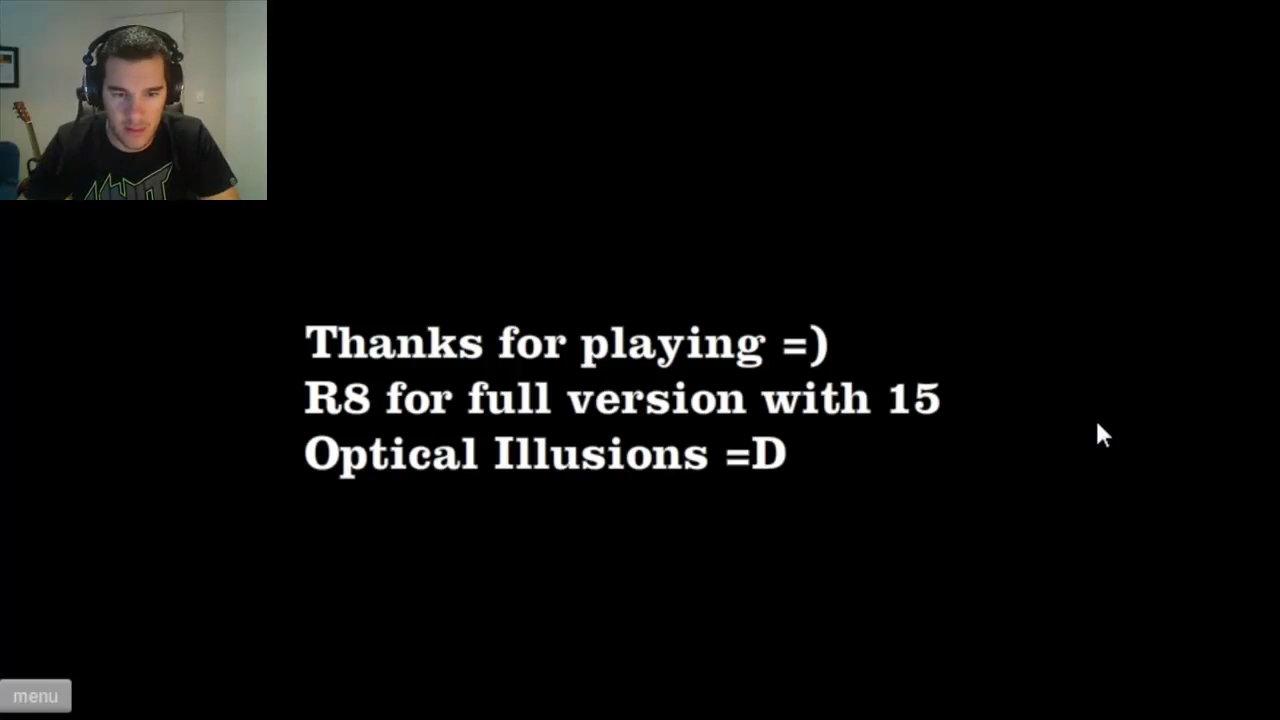 Thanks for playing =)
R8 for full version with 15
Optical Illusions =D
menu